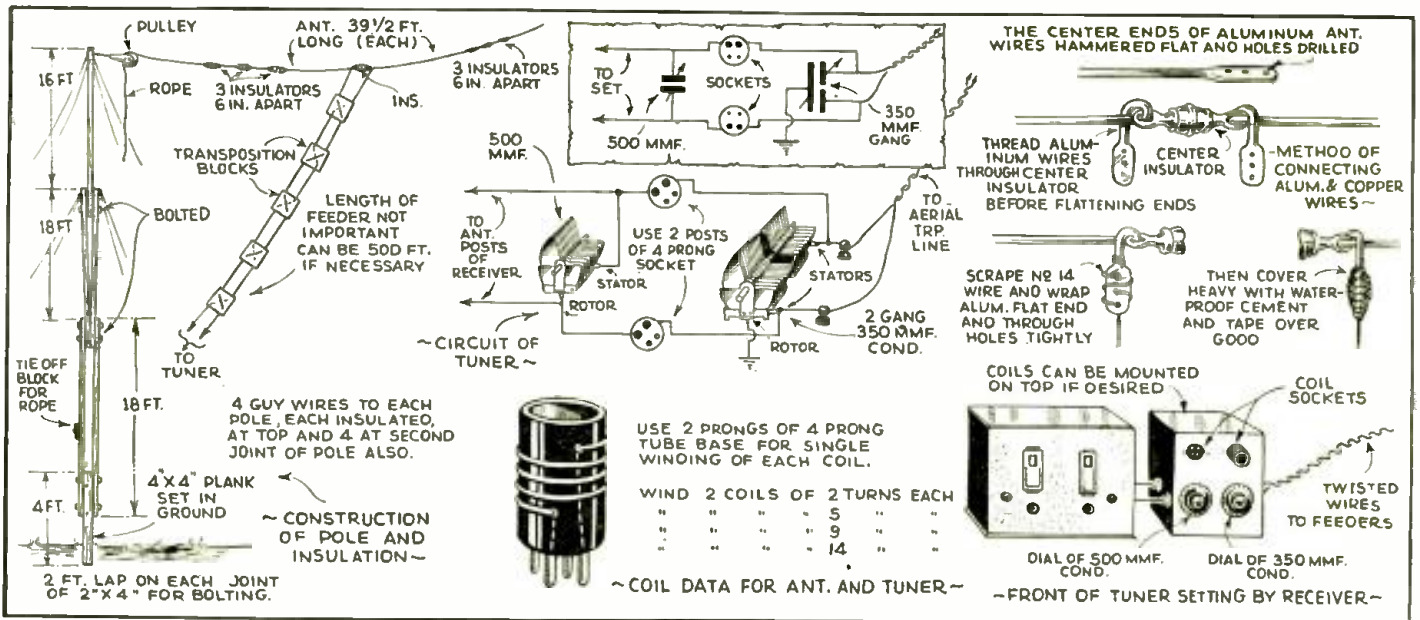 PULLEY
ANT. 39 1/2 FT.
LONG (EACH)
16 FT
ROPE
3 INSULATORS
6 IN. APART
3 INSULATORS
6 IN. APART
INS.
TRANSPOSITION
BLOCKS
18 FT
BOLTED
LENGTH OF
FEEDER NOT
IMPORTANT
CAN BE 500 FT.
IF NECESSARY
TO
TUNER
TIE OFF
BLOCK
FOR
ROPE
18 FT.
4 GUY WIRES TO EACH
POLE, EACH INSULATED,
AT TOP AND 4 AT SECOND
JOINT OF POLE ALSO.
4"X4" PLANK
SET IN
GROUND
4 FT.
~ CONSTRUCTION
OF POLE AND
INSULATION ~
2 FT. LAP ON EACH JOINT
OF 2"X4" FOR BOLTING.
TO
SET
SOCKETS
500 MMF.
350
MMF.
GANG
500
MMF.
TO
ANT.
POSTS
OF
RECEIVER
USE 2 POSTS
OF 4 PRONG
SOCKET
TO
AERIAL
TRP.
LINE
STATOR
STATORS
ROTOR
2 GANG
350 MMF.
COND.
ROTOR
~CIRCUIT OF
TUNER~
USE 2 PRONGS OF 4 PRONG
TUBE BASE FOR SINGLE
WINDING OF EACH COIL.
WIND 2 COILS OF 2 TURNS EACH
" " " " 5 " "
" " " " 9 " "
" " " " 14 " "
~COIL DATA FOR ANT. AND TUNER~
THE CENTER ENDS OF ALUMINUM ANT.
WIRES HAMMERED FLAT AND HOLES DRILLED
THREAD ALUM-
INUM WIRES
THROUGH CENTER
INSULATOR
BEFORE FLATTENING ENDS
CENTER
INSULATOR
-METHOD OF
CONNECTING
ALUM. & COPPER
WIRES~
SCRAPE Nº 14
WIRE AND WRAP
ALUM. FLAT END
AND THROUGH
HOLES TIGHTLY
THEN COVER
HEAVY WITH WATER-
PROOF CEMENT
AND TAPE OVER
GOOD
COILS CAN BE MOUNTED
ON TOP IF DESIRED
COIL
SOCKETS
TWISTED
WIRES
TO FEEDERS
DIAL OF 500 MMF.
COND.
DIAL OF 350 MMF.
COND.
~FRONT OF TUNER SETTING BY RECEIVER~